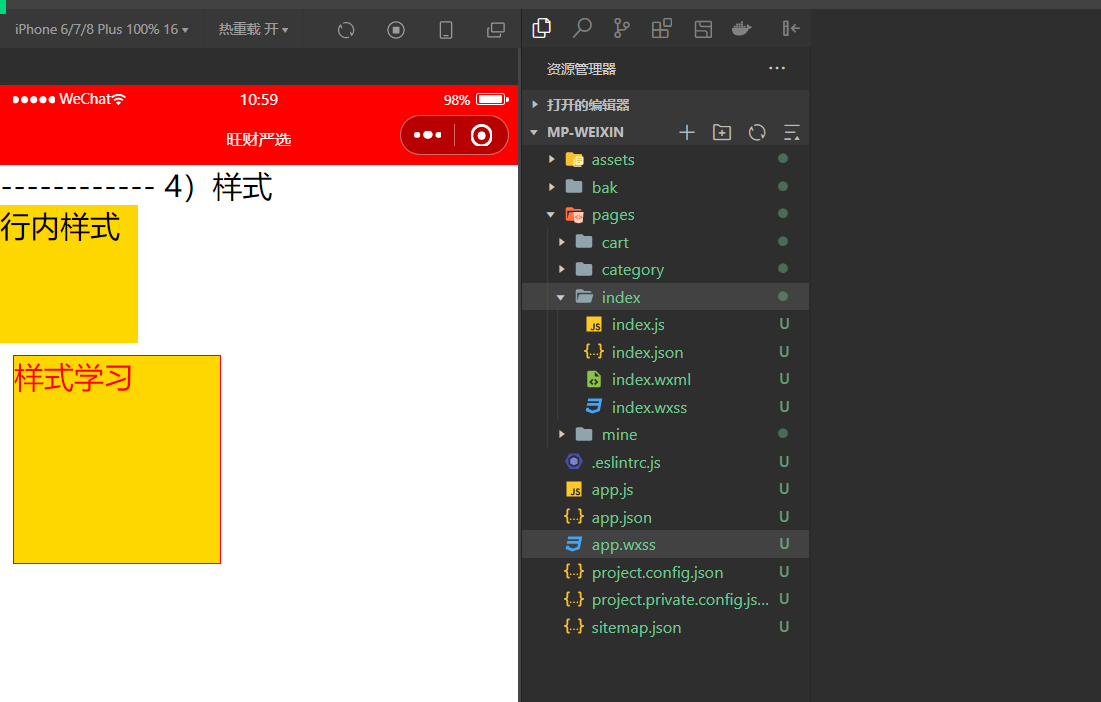 iPhone 6/7/8 Plus 100% 16
热重载 开
WeChat
10:59
98%
旺财严选
------------ 4）样式
行内样式
样式学习
资源管理器
打开的编辑器
MP-WEIXIN
assets
bak
pages
cart
category
index
index.js U
index.json U
index.wxml U
index.wxss U
mine
.eslintrc.js U
app.js U
app.json U
app.wxss U
project.config.json U
project.private.config.js... U
sitemap.json U